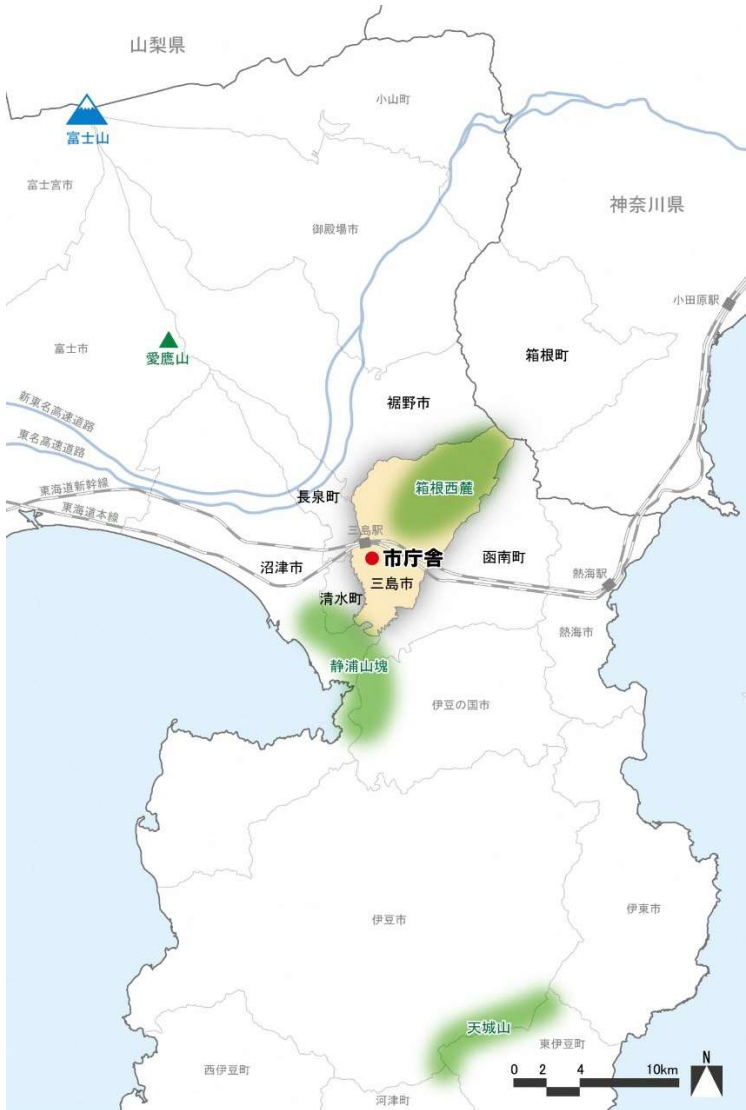 山梨県
小山町
富士山
富士宮市
神奈川県
御殿場市
小田原駅
愛鷹山
富士市
箱根町
裾野市
新東名高速道路
東名高速道路
箱根西麓
東海道新幹線
長泉町
東海道本線
三島駅
市庁舎
函南町
沼津市
熱海駅
三島市
清水町
熱海市
静浦山塊
伊豆の国市
伊豆市
伊東市
天城山
東伊豆町
西伊豆町
河津町
0 2 4 10km
N